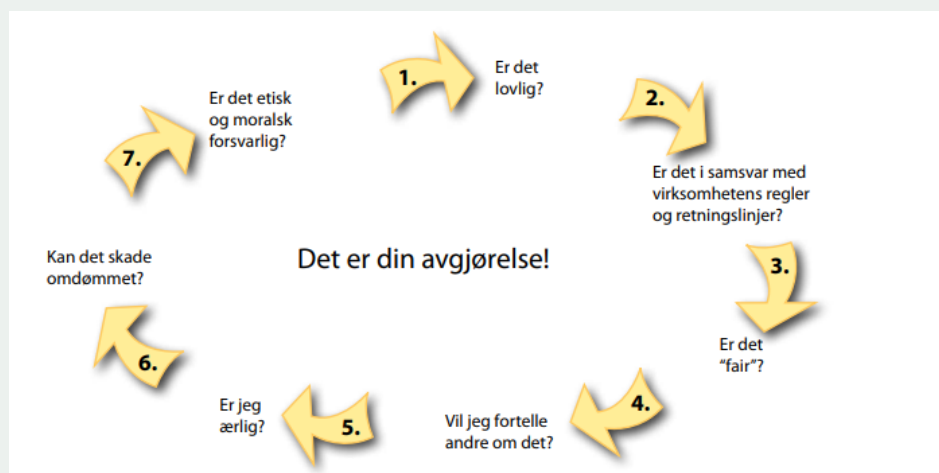 1.
Er det
lovlig?
2.
Er det i samsvar med
virksomhetens regler
og retningslinjer?
3.
Er det
“fair”?
4.
Vil jeg fortelle
andre om det?
5.
Er jeg
ærlig?
6.
Kan det skade
omdømmet?
7.
Er det etisk
og moralsk
forsvarlig?
Det er din avgjørelse!